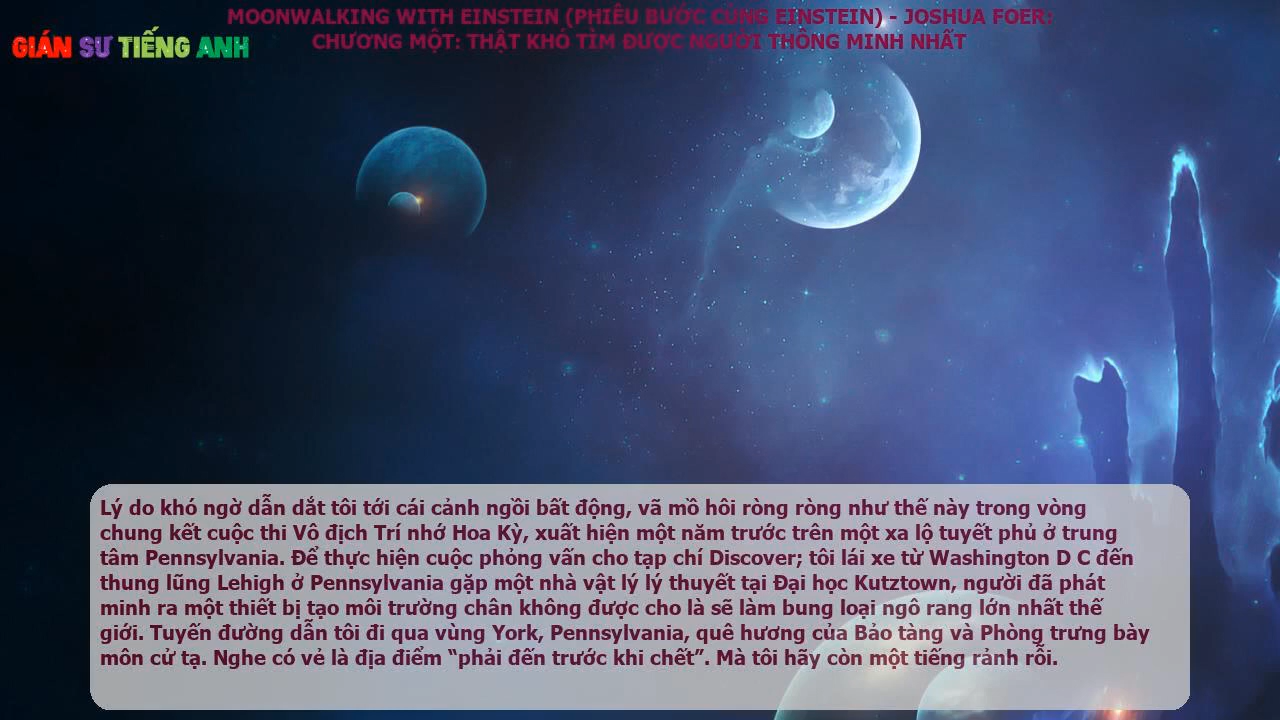 MOONWALKING WITH EINSTEIN (PHIÊU BƯỚC CÙNG EINSTEIN) - JOSHUA FOER:
CHƯƠNG MỘT: THẬT KHÓ TÌM ĐƯỢC NGƯỜI THÔNG MINH NHẤT
GIÁN SƯ TIẾNG ANH
Lý do khó ngờ dẫn dắt tôi tới cái cảnh ngồi bất động, vã mồ hôi ròng ròng như thế này trong vòng
chung kết cuộc thi Vô địch Trí nhớ Hoa Kỳ, xuất hiện một năm trước trên một xa lộ tuyết phủ ở trung
tâm Pennsylvania. Để thực hiện cuộc phỏng vấn cho tạp chí Discover; tôi lái xe từ Washington D C đến
thung lũng Lehigh ở Pennsylvania gặp một nhà vật lý lý thuyết tại Đại học Kutztown, người đã phát
minh ra một thiết bị tạo môi trường chân không được cho là sẽ làm bung loại ngô rang lớn nhất thế
giới. Tuyến đường dẫn tôi đi qua vùng York, Pennsylvania, quê hương của Bảo tàng và Phòng trưng bày
môn cử tạ. Nghe có vẻ là địa điểm “phải đến trước khi chết”. Mà tôi hãy còn một tiếng rảnh rỗi.